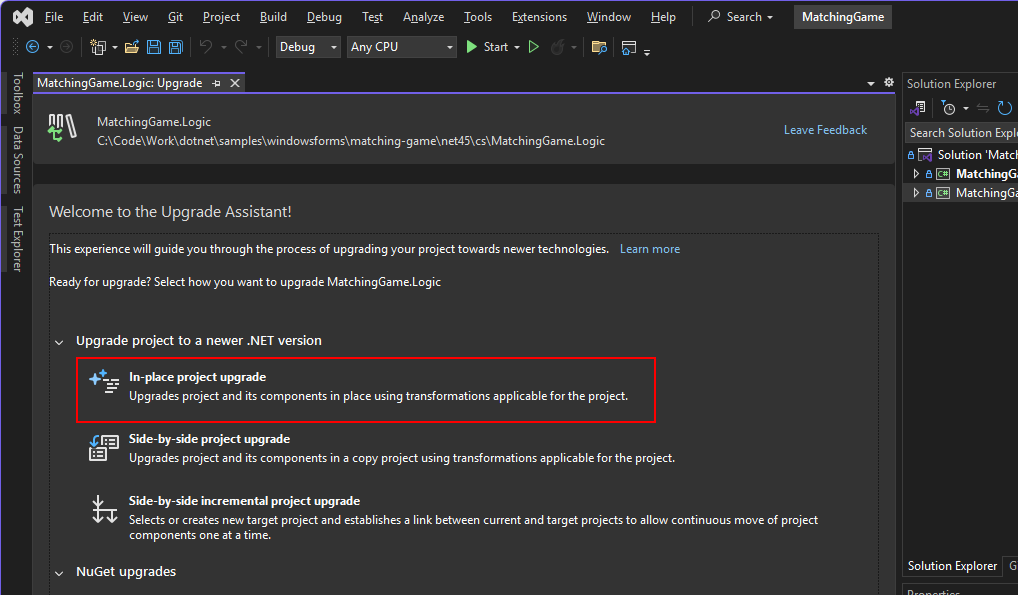 File Edit View Git Project Build Debug Test Analyze Tools Extensions Window Help Search MatchingGame
Debug Any CPU Start
Toolbox
Data Sources
Test Explorer
MatchingGame.Logic: Upgrade
MatchingGame.Logic
C:\Code\Work\dotnet\samples\windowsforms\matching-game\net45\cs\MatchingGame.Logic
Leave Feedback
Welcome to the Upgrade Assistant!
This experience will guide you through the process of upgrading your project towards newer technologies. Learn more
Ready for upgrade? Select how you want to upgrade MatchingGame.Logic
Upgrade project to a newer .NET version
In-place project upgrade
Upgrades project and its components in place using transformations applicable for the project.
Side-by-side project upgrade
Upgrades project and its components in a copy project using transformations applicable for the project.
Side-by-side incremental project upgrade
Selects or creates new target project and establishes a link between current and target projects to allow continuous move of project
components one at a time.
NuGet upgrades
Solution Explorer
Search Solution Explo
Solution 'Match
C# MatchingGa
C# MatchingGa
Solution Explorer G
Properties